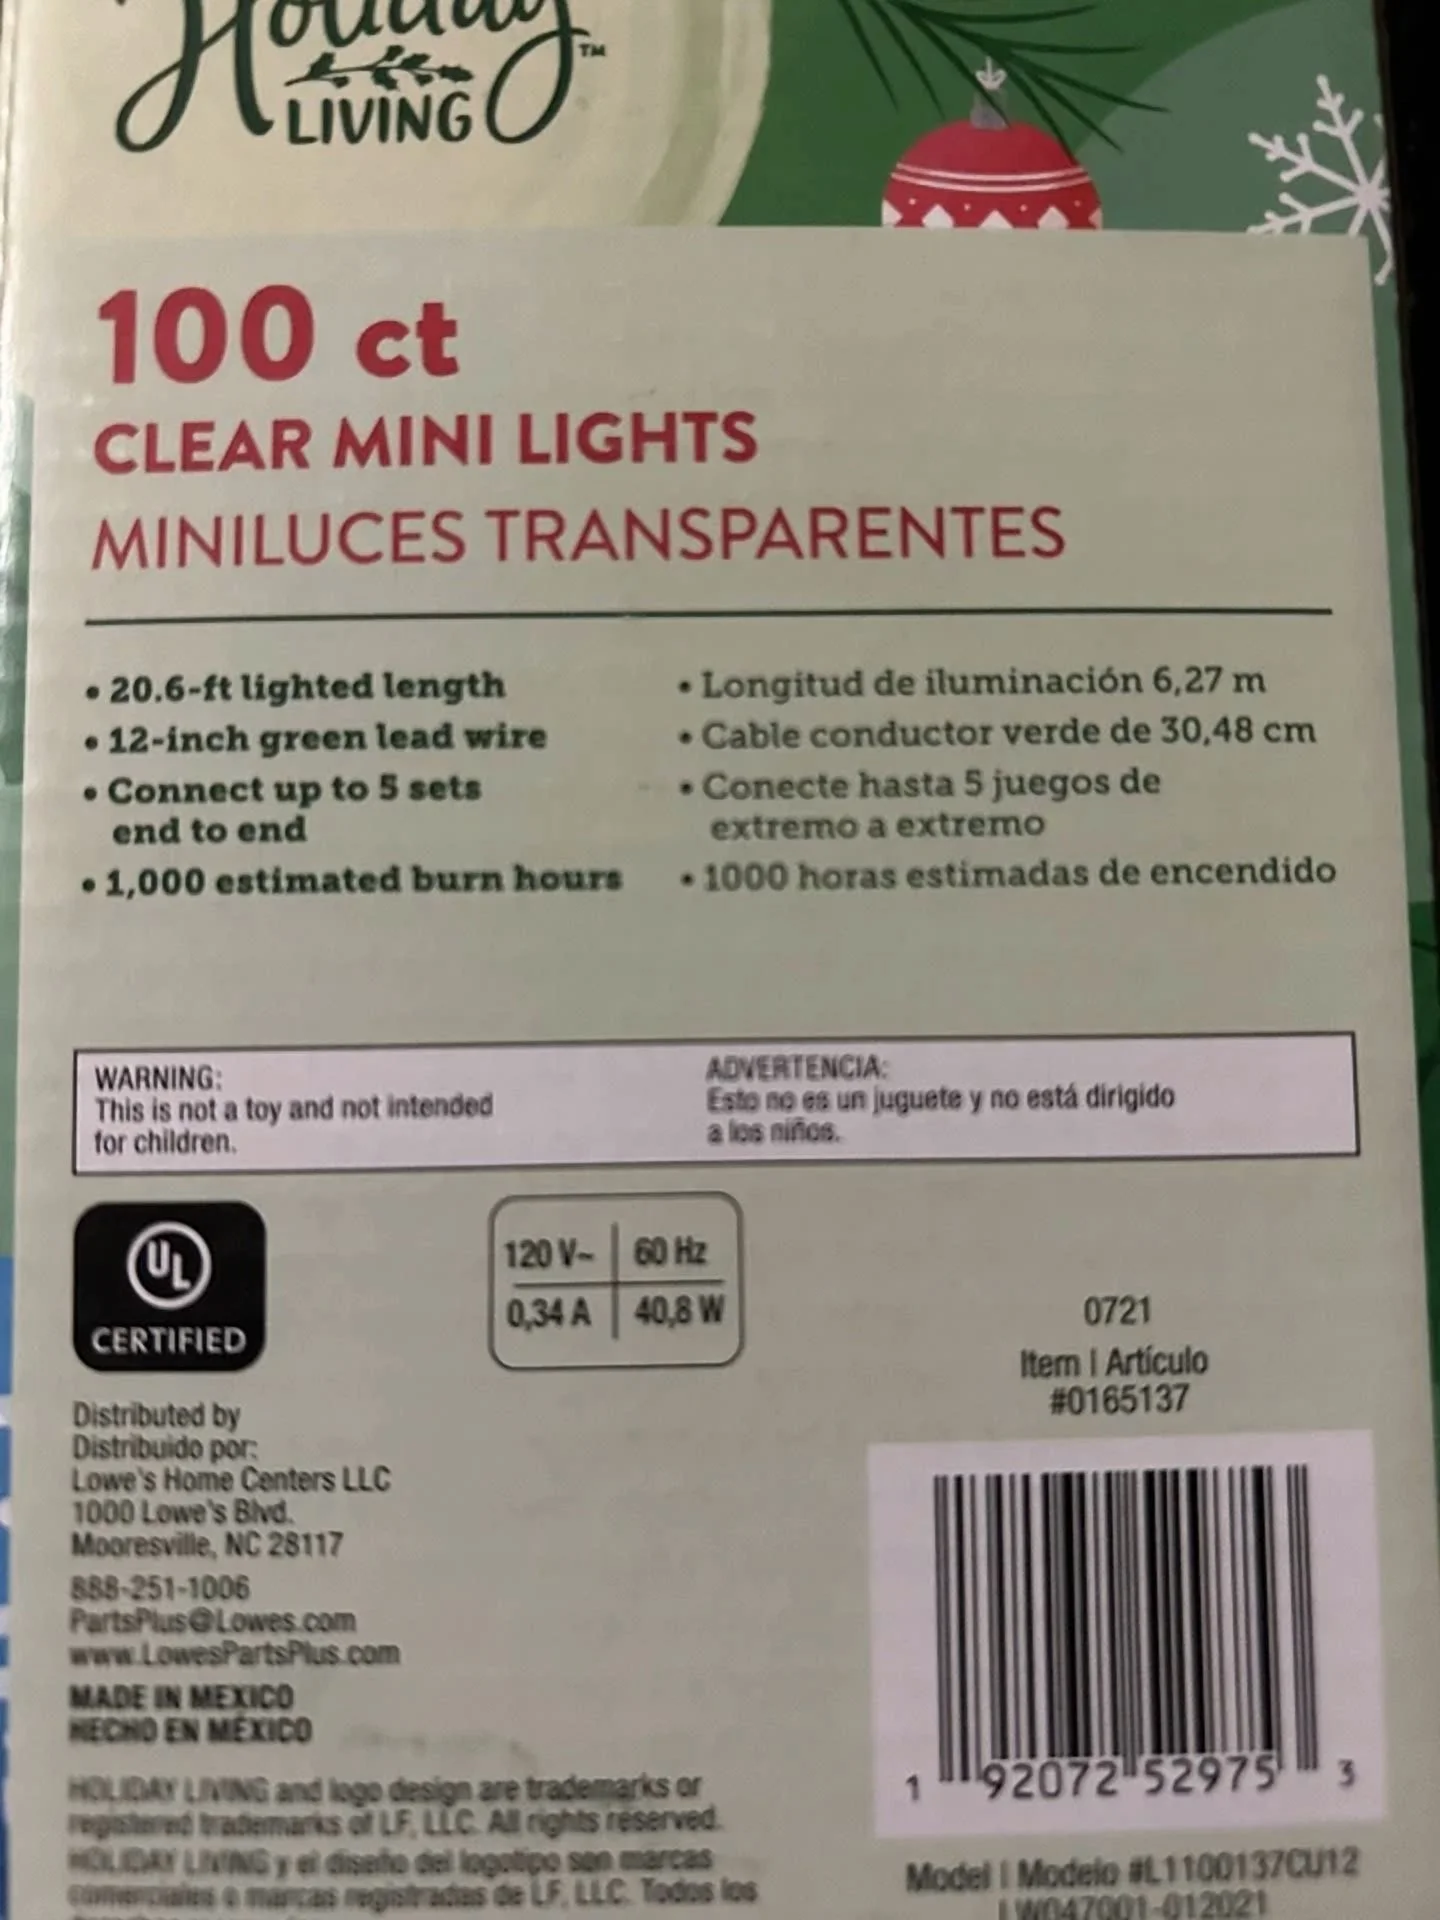 Holiday
LIVING™
100 ct
CLEAR MINI LIGHTS
MINILUCES TRANSPARENTES
• 20.6-ft lighted length
• 12-inch green lead wire
• Connect up to 5 sets
end to end
• 1,000 estimated burn hours
• Longitud de iluminación 6,27 m
• Cable conductor verde de 30,48 cm
• Conecte hasta 5 juegos de
extremo a extremo
• 1000 horas estimadas de encendido
WARNING:
This is not a toy and not intended
for children.
ADVERTENCIA:
Esto no es un juguete y no está dirigido
a los niños.
UL
CERTIFIED
120 V~ 60 Hz
0,34 A 40,8 W
0721
Item | Artículo
#0165137
Distributed by
Distribuido por:
Lowe's Home Centers LLC
1000 Lowe's Blvd.
Mooresville, NC 28117
888-251-1006
PartsPlus@Lowes.com
www.LowesPartsPlus.com
MADE IN MEXICO
HECHO EN MÉXICO
HOLIDAY LIVING and logo design are trademarks or
registered trademarks of LF, LLC. All rights reserved.
HOLIDAY LIVING y el diseño del logotipo son marcas
comerciales o marcas registradas de LF, LLC. Todos los
1 92072 52975 3
Model | Modelo #L1100137CU12
LW047001-012021